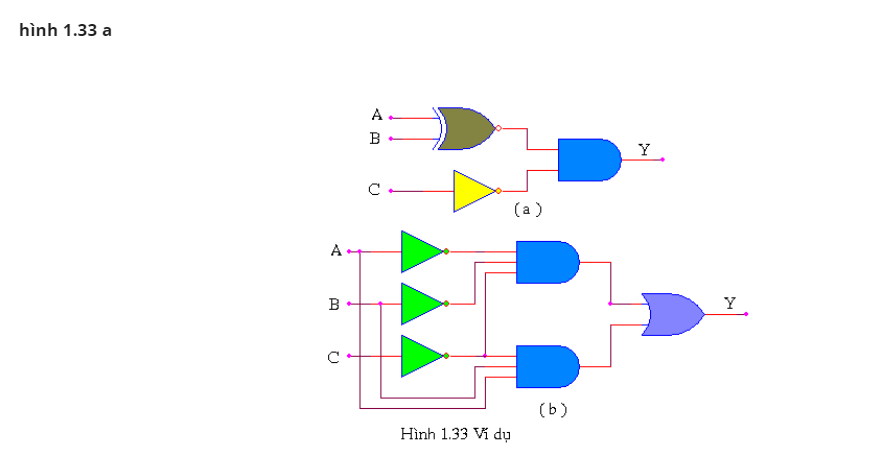 hình 1.33 a
A
B
Y
C
( a )
A
B
Y
C
( b )
Hình 1.33 Ví dụ